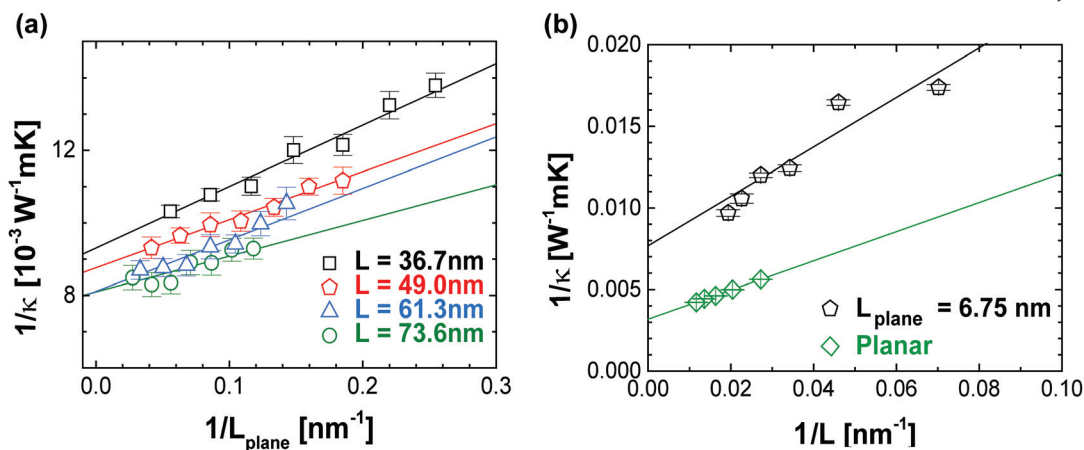 (a)
1/κ [10⁻³ W⁻¹mK]
12
8
0.0 0.1 0.2 0.3
1/L_plane [nm⁻¹]
L = 36.7nm
L = 49.0nm
L = 61.3nm
L = 73.6nm
(b)
1/κ [W⁻¹mK]
0.020
0.015
0.010
0.005
0.000
0.00 0.02 0.04 0.06 0.08 0.10
1/L [nm⁻¹]
L_plane = 6.75 nm
Planar